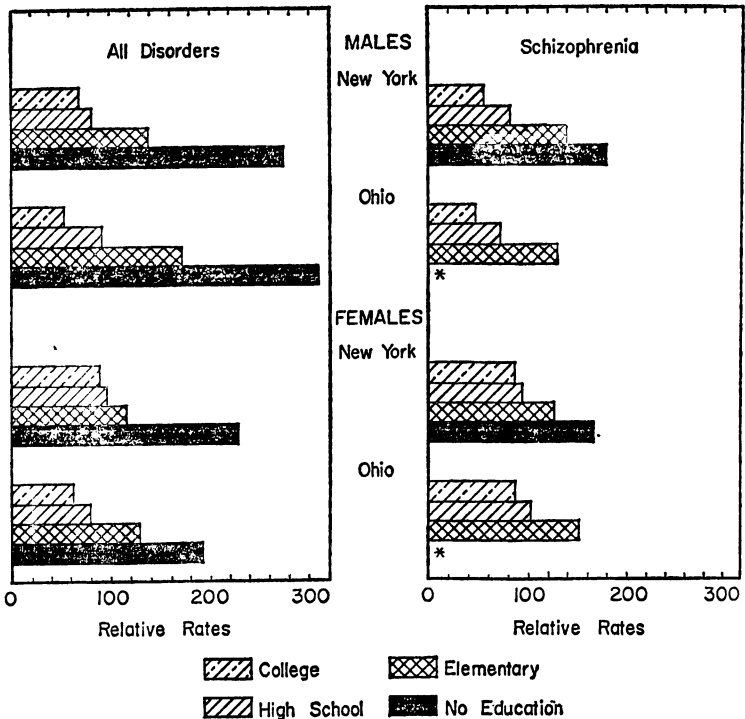 MALES
All Disorders
Schizophrenia
New York
Ohio
*
FEMALES
New York
Ohio
*
0 100 200 300
0 100 200 300
Relative Rates
Relative Rates
College
Elementary
High School
No Education